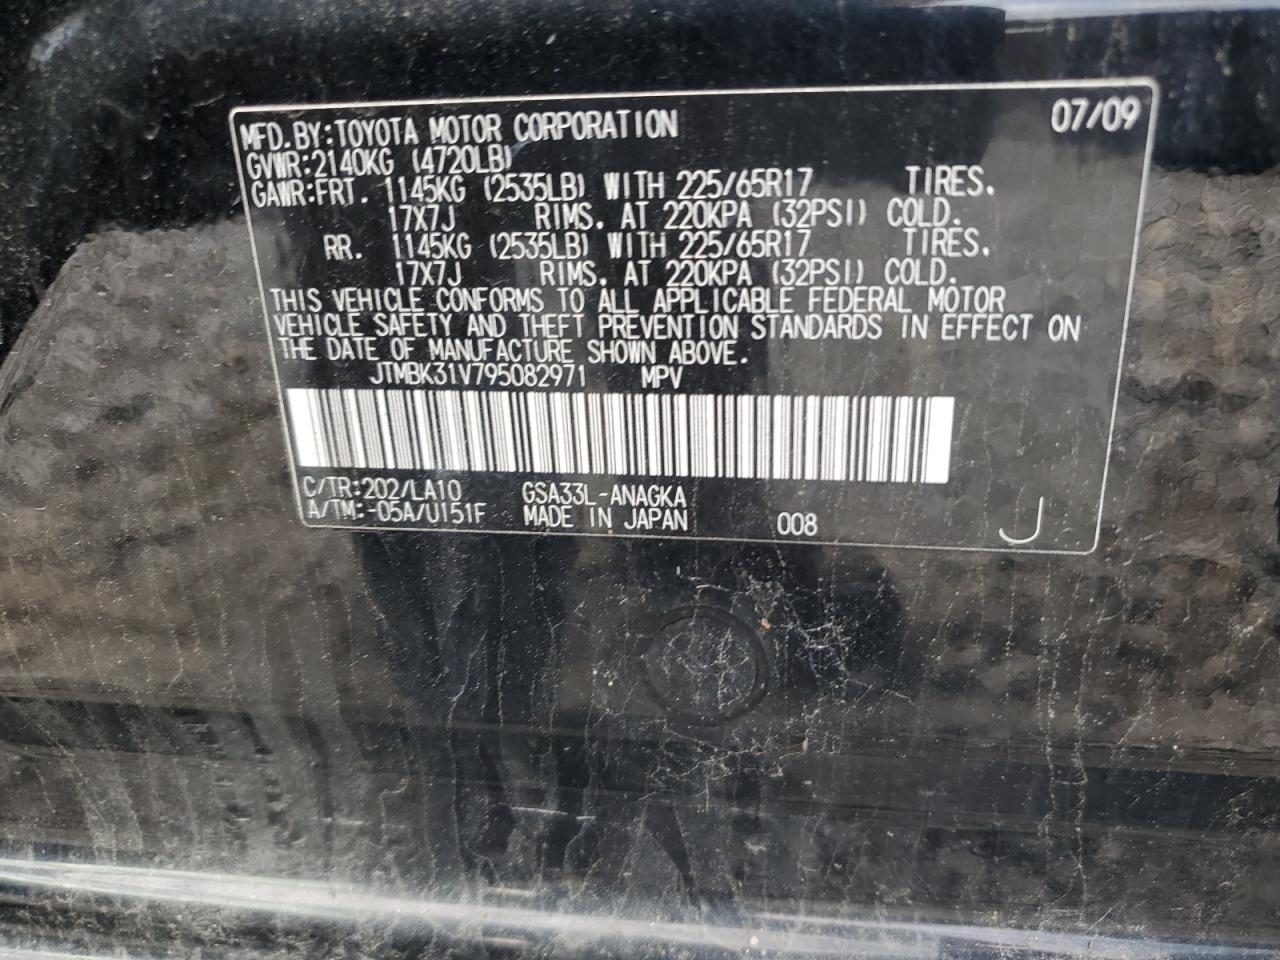 MFD.BY:TOYOTA MOTOR CORPORATION 07/09
GVWR:2140KG (4720LB)
GAWR:FRT. 1145KG (2535LB) WITH 225/65R17 TIRES.
17X7J RIMS. AT 220KPA (32PSI) COLD.
RR. 1145KG (2535LB) WITH 225/65R17 TIRES.
17X7J RIMS. AT 220KPA (32PSI) COLD.
THIS VEHICLE CONFORMS TO ALL APPLICABLE FEDERAL MOTOR
VEHICLE SAFETY AND THEFT PREVENTION STANDARDS IN EFFECT ON
THE DATE OF MANUFACTURE SHOWN ABOVE.
JTMBK31V795082971 MPV
C/TR:202/LA10 GSA33L-ANAGKA
A/TM:-05A/U151F MADE IN JAPAN 008 J